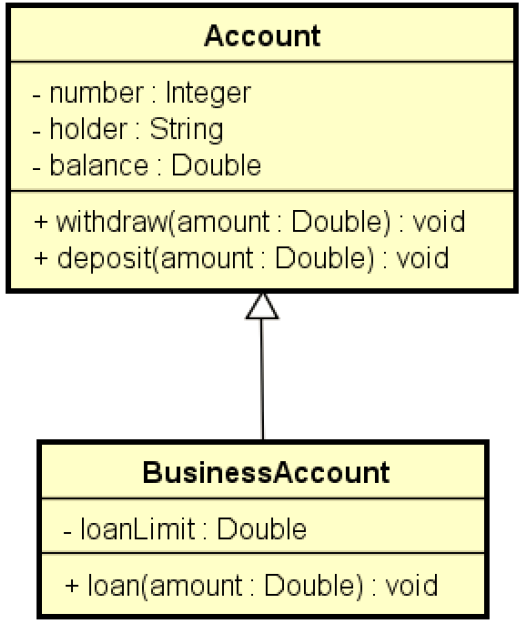 Account
- number : Integer
- holder : String
- balance : Double
+ withdraw(amount : Double) : void
+ deposit(amount : Double) : void
BusinessAccount
- loanLimit : Double
+ loan(amount : Double) : void